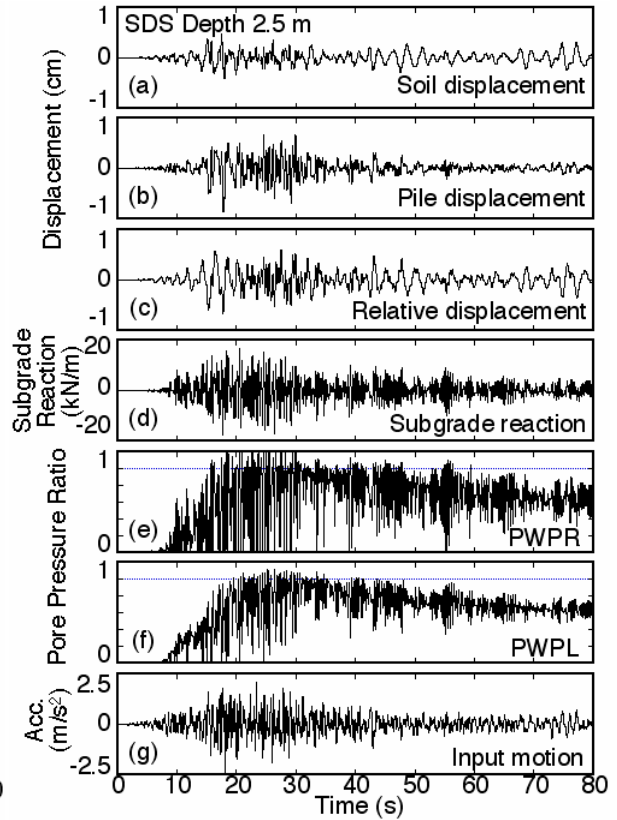 SDS Depth 2.5 m
Displacement (cm)
1
0
-1
(a)
Soil displacement
1
0
-1
(b)
Pile displacement
1
0
-1
(c)
Relative displacement
Subgrade
Reaction
(kN/m)
20
0
-20
(d)
Subgrade reaction
Pore Pressure Ratio
1
0
(e)
PWPR
1
0
(f)
PWPL
Acc.
(m/s²)
2.5
0
-2.5
(g)
Input motion
0 10 20 30 40 50 60 70 80
Time (s)